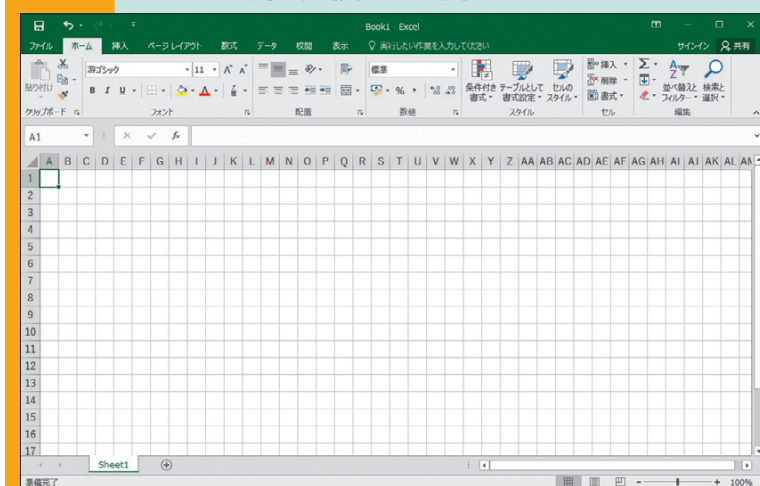 Book1 - Excel
ファイル ホーム 挿入 ページレイアウト 数式 データ 校閲 表示 実行したい作業を入力してください サインイン 共有
貼り付け 游ゴシック 11 A A 標準 条件付き書式 テーブルとして書式設定 セルのスタイル 挿入 削除 書式 Σ 並べ替えとフィルター 検索と選択
B I U A % ,
クリップボード フォント 配置 数値 スタイル セル 編集
A1 fx
A B C D E F G H I J K L M N O P Q R S T U V W X Y Z AA AB AC AD AE AF AG AH AI AJ AK AL
1
2
3
4
5
6
7
8
9
10
11
12
13
14
15
16
17
Sheet1
準備完了 100%